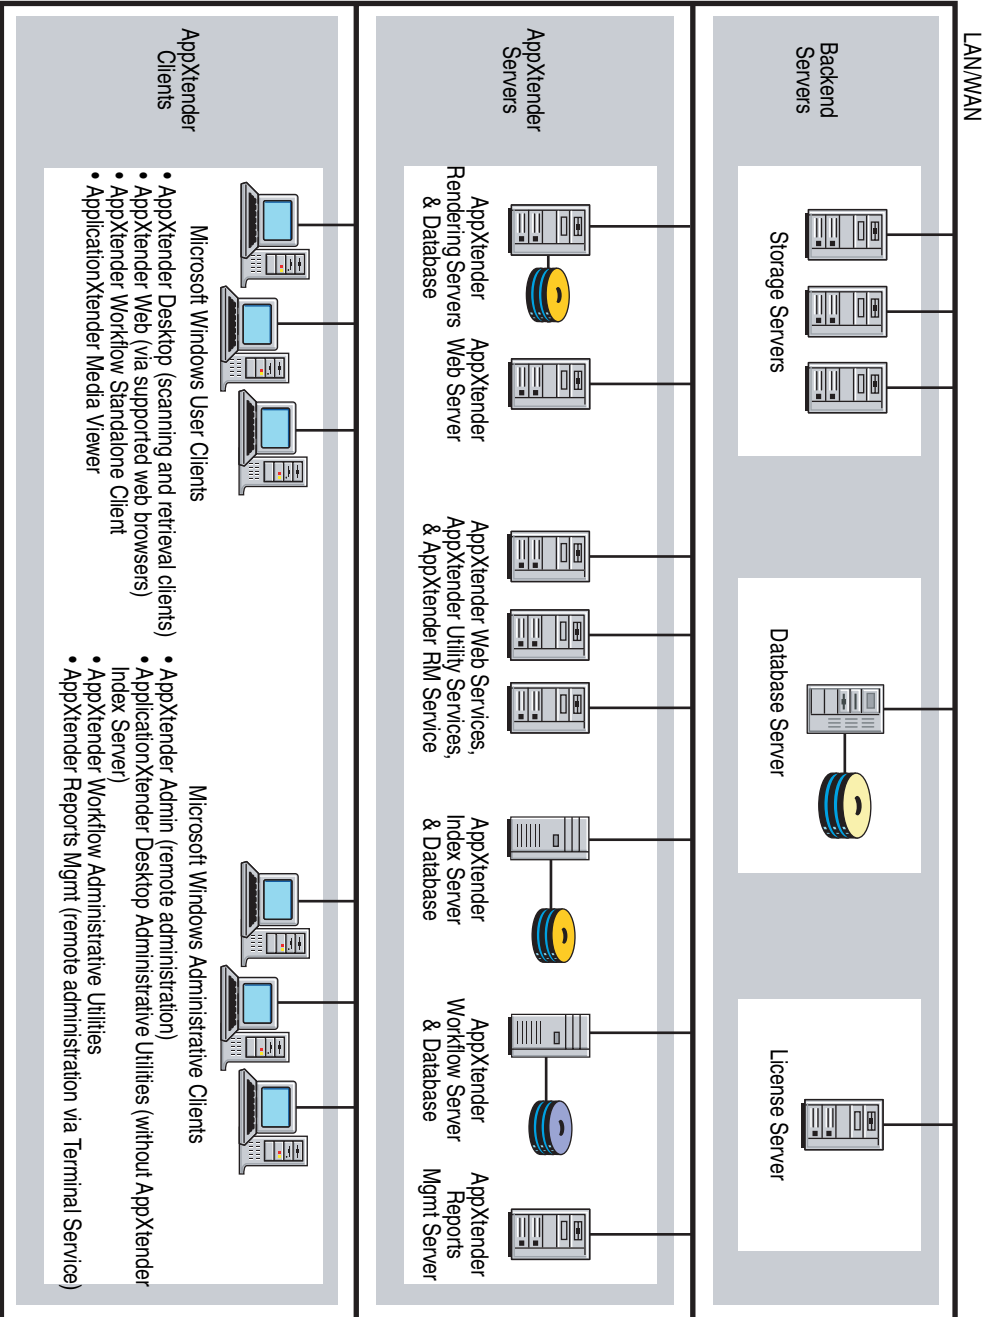 LAN/WAN
Backend
Servers
Storage Servers
Database Server
License Server
AppXtender
Servers
AppXtender
Rendering Servers
& Database
AppXtender
Web Server
AppXtender Web Services,
AppXtender Utility Services,
& AppXtender RM Service
AppXtender
Index Server
& Database
AppXtender
Workflow Server
& Database
AppXtender
Reports
Mgmt Server
AppXtender
Clients
Microsoft Windows User Clients
• AppXtender Desktop (scanning and retrieval clients)
• AppXtender Web (via supported web browsers)
• AppXtender Workflow Standalone Client
• ApplicationXtender Media Viewer
Microsoft Windows Administrative Clients
• AppXtender Admin (remote administration)
• ApplicationXtender Desktop Administrative Utilities (without AppXtender
Index Server)
• AppXtender Workflow Administrative Utilities
• AppXtender Reports Mgmt (remote administration via Terminal Service)